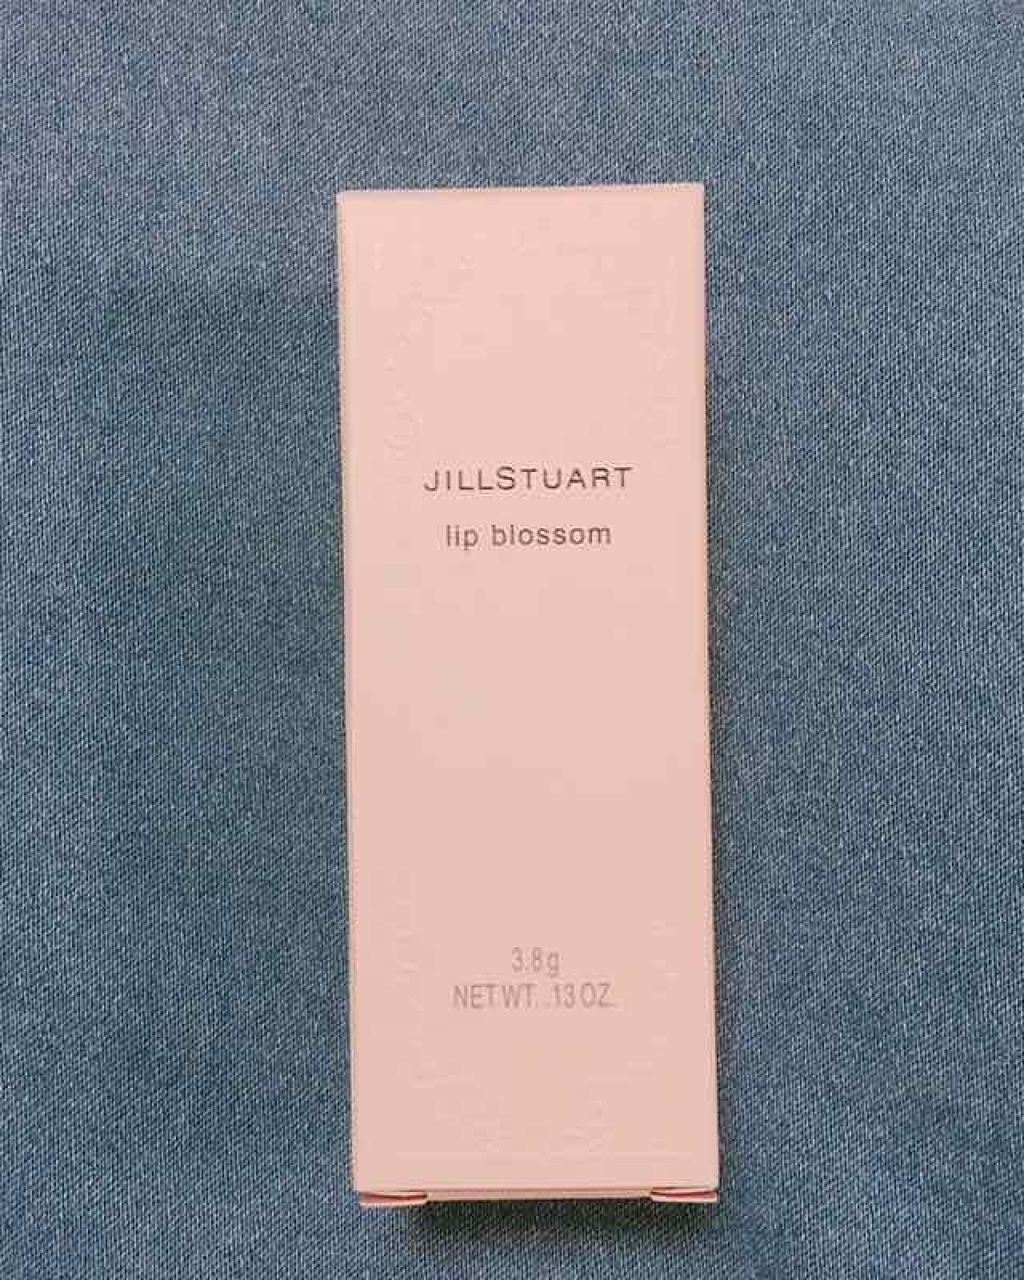 JILLSTUART
lip blossom
3.8g
NET WT. .13 OZ.